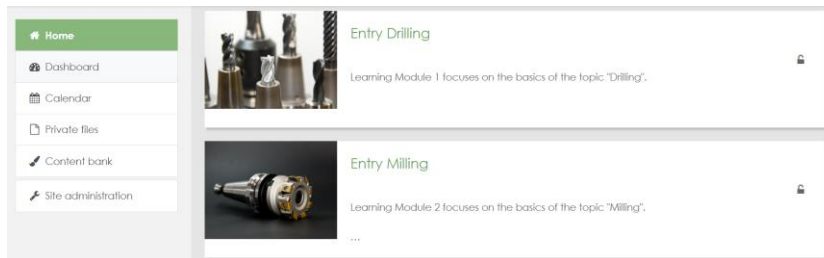 Home
Dashboard
Calendar
Private files
Content bank
Site administration
Entry Drilling
Learning Module 1 focuses on the basics of the topic "Drilling".
Entry Milling
Learning Module 2 focuses on the basics of the topic "Milling".
...